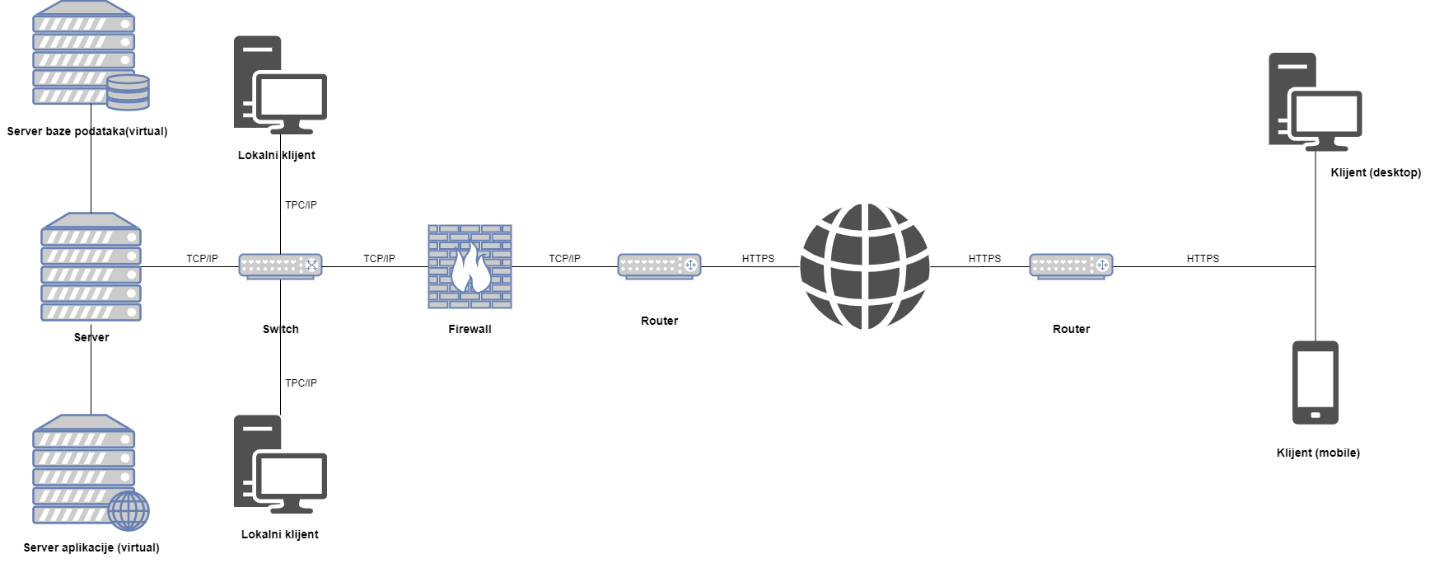 Server baze podataka(virtual)
Lokalni klijent
Klijent (desktop)
TPC/IP
TCP/IP
TCP/IP
TCP/IP
HTTPS
HTTPS
HTTPS
Server
Switch
Firewall
Router
Router
TPC/IP
Klijent (mobile)
Lokalni klijent
Server aplikacije (virtual)